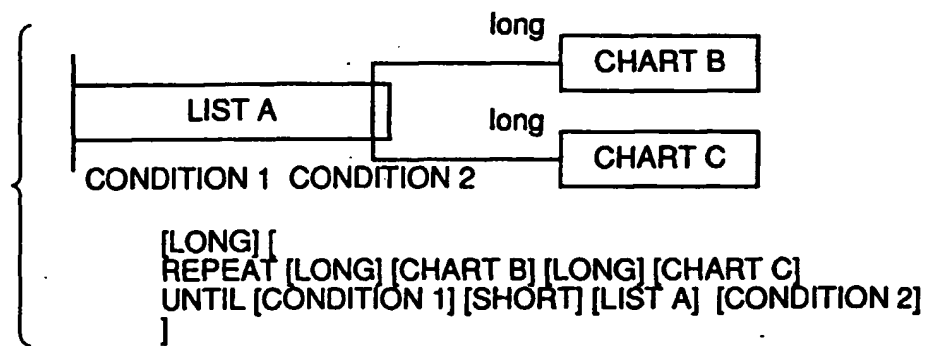 long
CHART B
LIST A
long
CHART C
CONDITION 1 CONDITION 2
[LONG] [
REPEAT [LONG] [CHART B] [LONG] [CHART C]
UNTIL [CONDITION 1] [SHORT] [LIST A] [CONDITION 2]
]